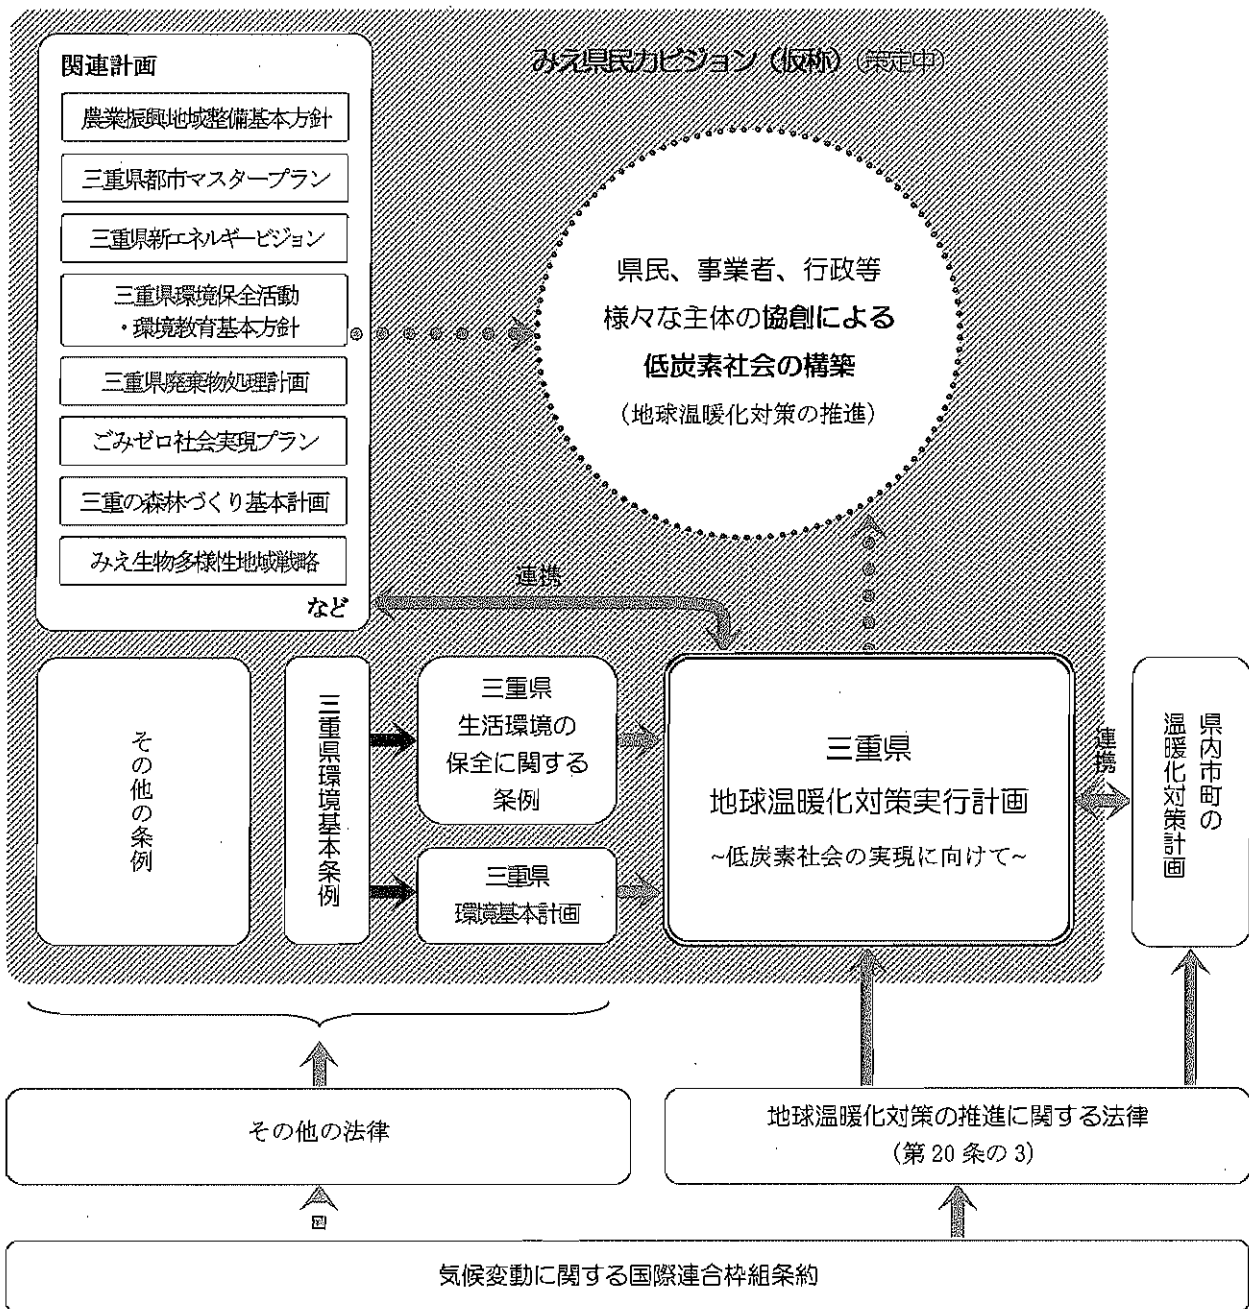 みえ県民力ビジョン（仮称）（策定中）
関連計画
農業振興地域整備基本方針
三重県都市マスタープラン
三重県新エネルギービジョン
三重県環境保全活動
・環境教育基本方針
三重県廃棄物処理計画
ごみゼロ社会実現プラン
三重の森林づくり基本計画
みえ生物多様性地域戦略
など
県民、事業者、行政等
様々な主体の協創による
低炭素社会の構築
（地球温暖化対策の推進）
連携
その他の条例
三重県環境基本条例
三重県
生活環境の
保全に関する
条例
三重県
環境基本計画
三重県
地球温暖化対策実行計画
~低炭素社会の実現に向けて~
連携
県内市町の
温暖化対策計画
その他の法律
地球温暖化対策の推進に関する法律
（第20条の3）
気候変動に関する国際連合枠組条約